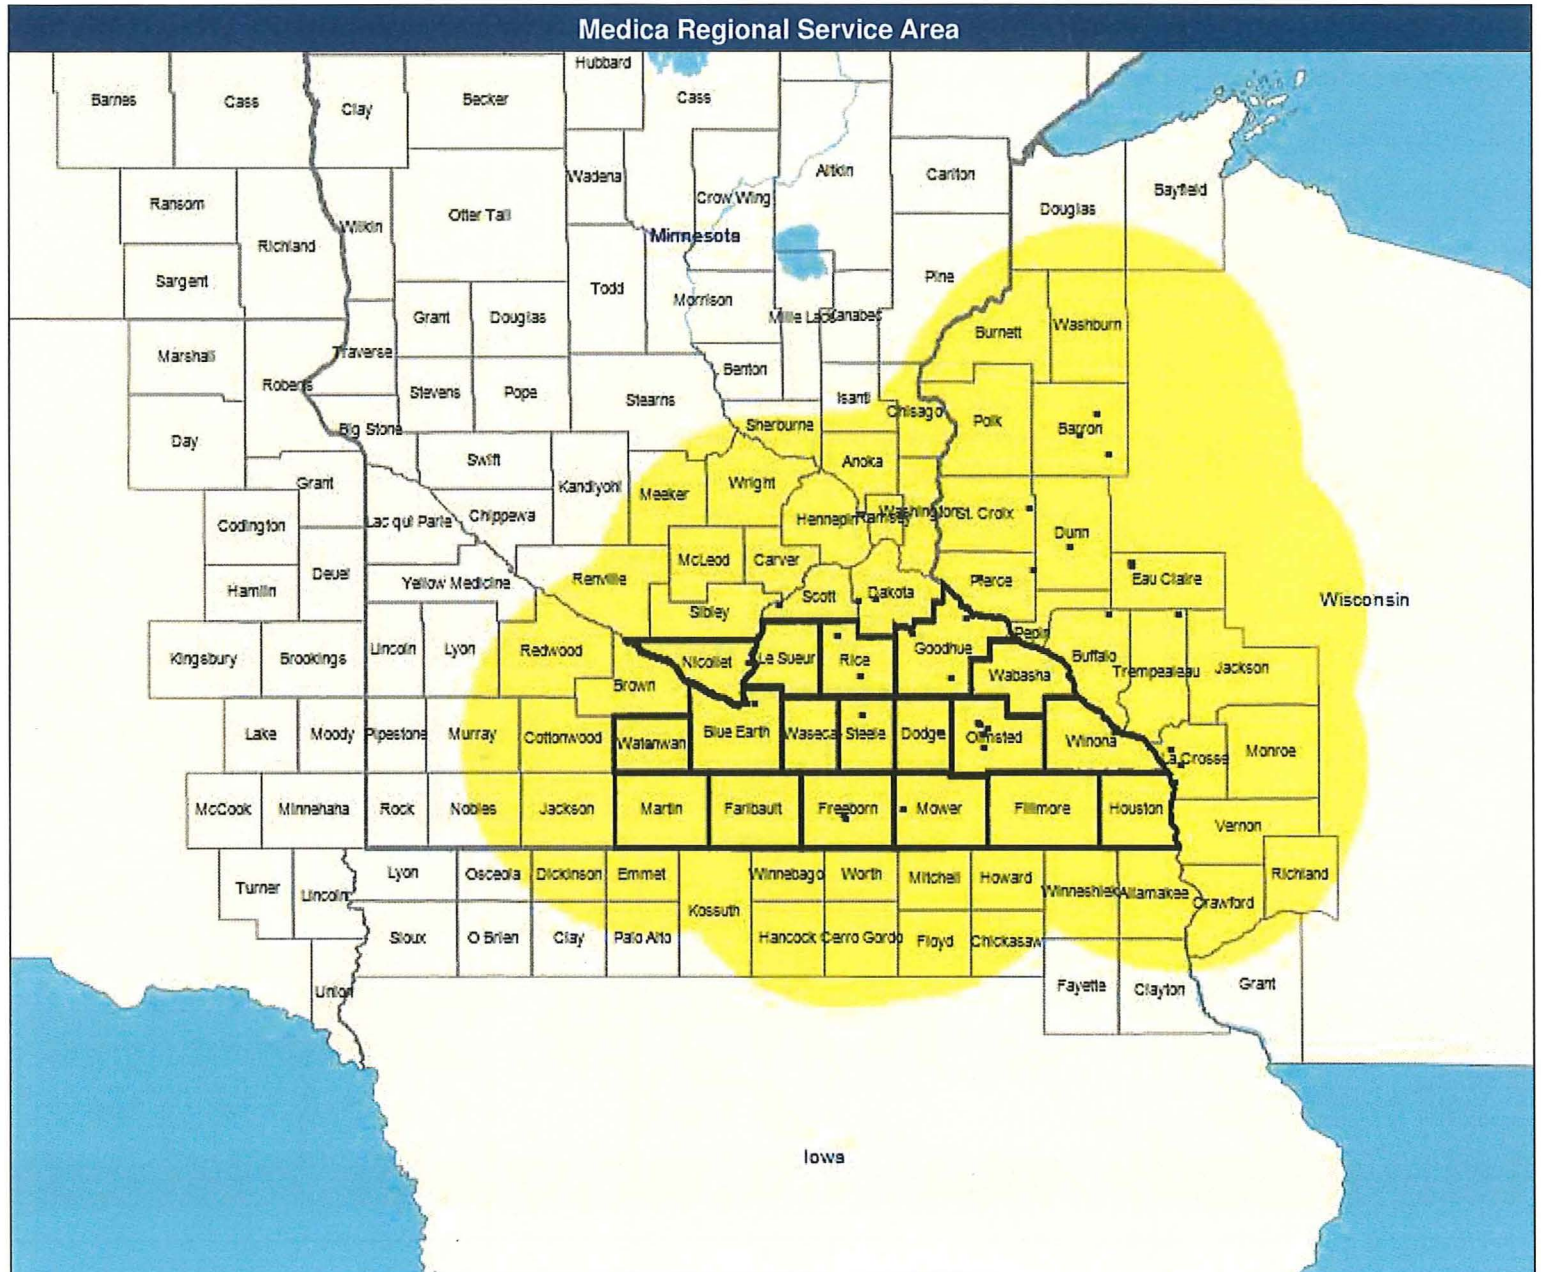 Medica Regional Service Area
Hubbard
Barnes
Cass
Clay
Becker
Cass
Wadena
Crow Wing
Aitkin
Carlton
Bayfield
Ransom
Wilkin
Otter Tail
Douglas
Richland
Minnesota
Sargent
Todd
Morrison
Pine
Grant
Douglas
Mille Lacs
Kanabec
Burnett
Washburn
Marshall
Traverse
Roberts
Benton
Stevens
Pope
Stearns
Isanti
Chisago
Polk
Barron
Day
Big Stone
Sherburne
Swift
Anoka
Grant
Kandiyohi
Meeker
Wright
Codington
Lac qui Parle
Chippewa
Hennepin
Ramsey
Washington
St. Croix
Dunn
Deuel
McLeod
Carver
Hamlin
Yellow Medicine
Renville
Pierce
Eau Claire
Scott
Dakota
Wisconsin
Sibley
Kingsbury
Brookings
Lincoln
Lyon
Redwood
Nicollet
Le Sueur
Rice
Goodhue
Pepin
Buffalo
Trempealeau
Jackson
Wabasha
Brown
Lake
Moody
Pipestone
Murray
Cottonwood
Watonwan
Blue Earth
Waseca
Steele
Dodge
Olmsted
Winona
La Crosse
Monroe
McCook
Minnehaha
Rock
Nobles
Jackson
Martin
Faribault
Freeborn
Mower
Fillmore
Houston
Vernon
Turner
Lincoln
Lyon
Osceola
Dickinson
Emmet
Kossuth
Winnebago
Worth
Mitchell
Howard
Winneshiek
Allamakee
Crawford
Richland
Sioux
O Brien
Clay
Palo Alto
Hancock
Cerro Gordo
Floyd
Chickasaw
Union
Fayette
Clayton
Grant
Iowa